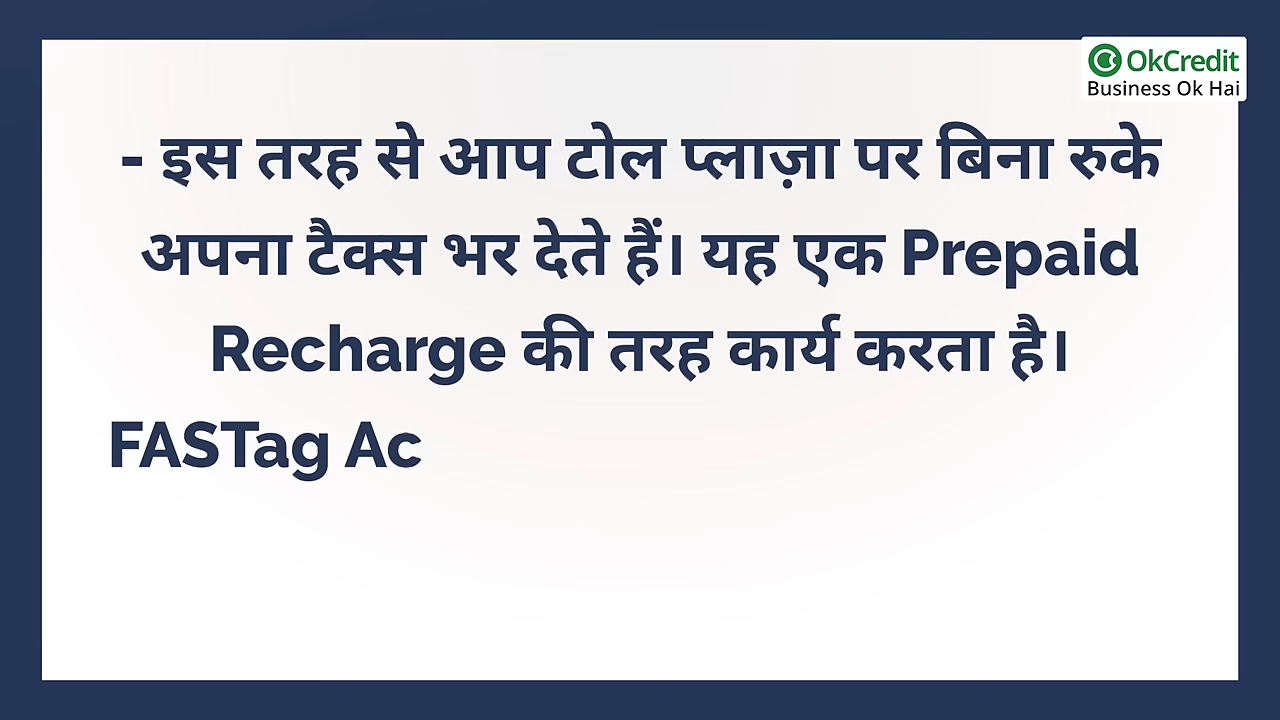 OkCredit
Business Ok Hai
- इस तरह से आप टोल प्लाज़ा पर बिना रुके
अपना टैक्स भर देते हैं। यह एक Prepaid
Recharge की तरह कार्य करता है।
FASTag Ac